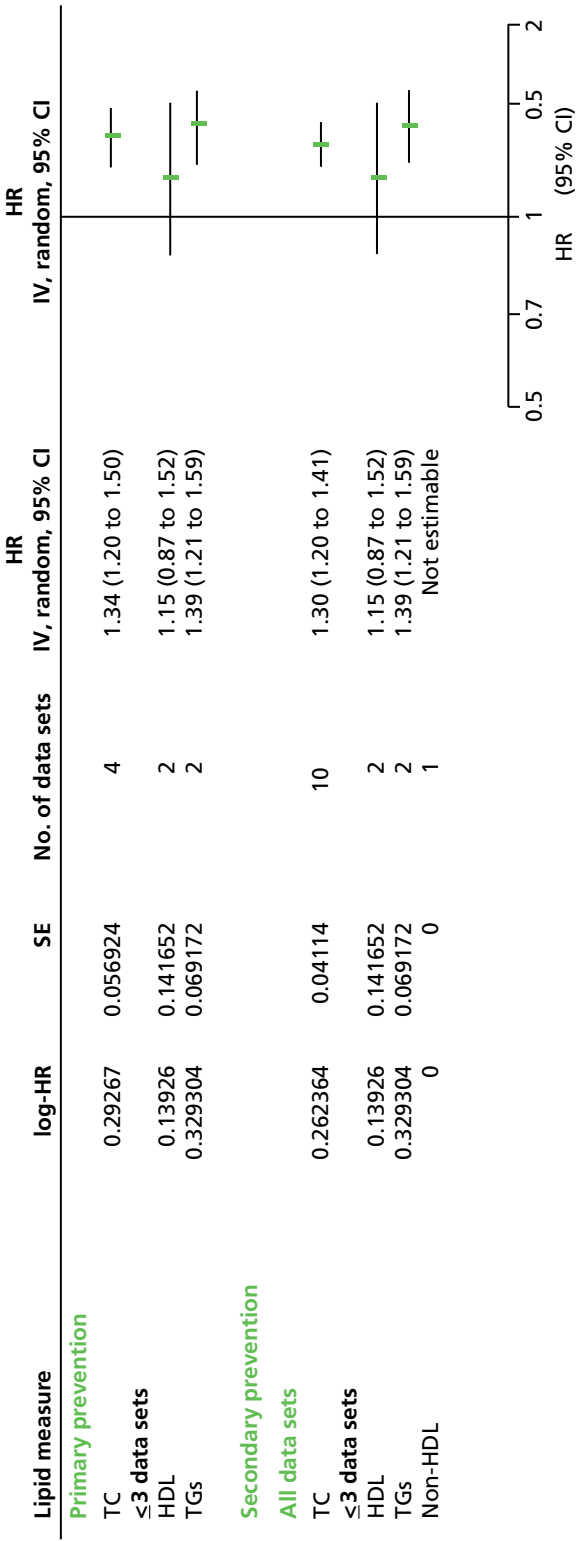 Lipid measure log-HR SE No. of data sets HR IV, random, 95% CI HR IV, random, 95% CI
Primary prevention
TC 0.29267 0.056924 4 1.34 (1.20 to 1.50)
≤3 data sets
HDL 0.13926 0.141652 2 1.15 (0.87 to 1.52)
TGs 0.329304 0.069172 2 1.39 (1.21 to 1.59)
Secondary prevention
All data sets
TC 0.262364 0.04114 10 1.30 (1.20 to 1.41)
≤3 data sets
HDL 0.13926 0.141652 2 1.15 (0.87 to 1.52)
TGs 0.329304 0.069172 2 1.39 (1.21 to 1.59)
Non-HDL 0 0 1 Not estimable
0.5 0.7 1 0.5 2
HR (95% CI)